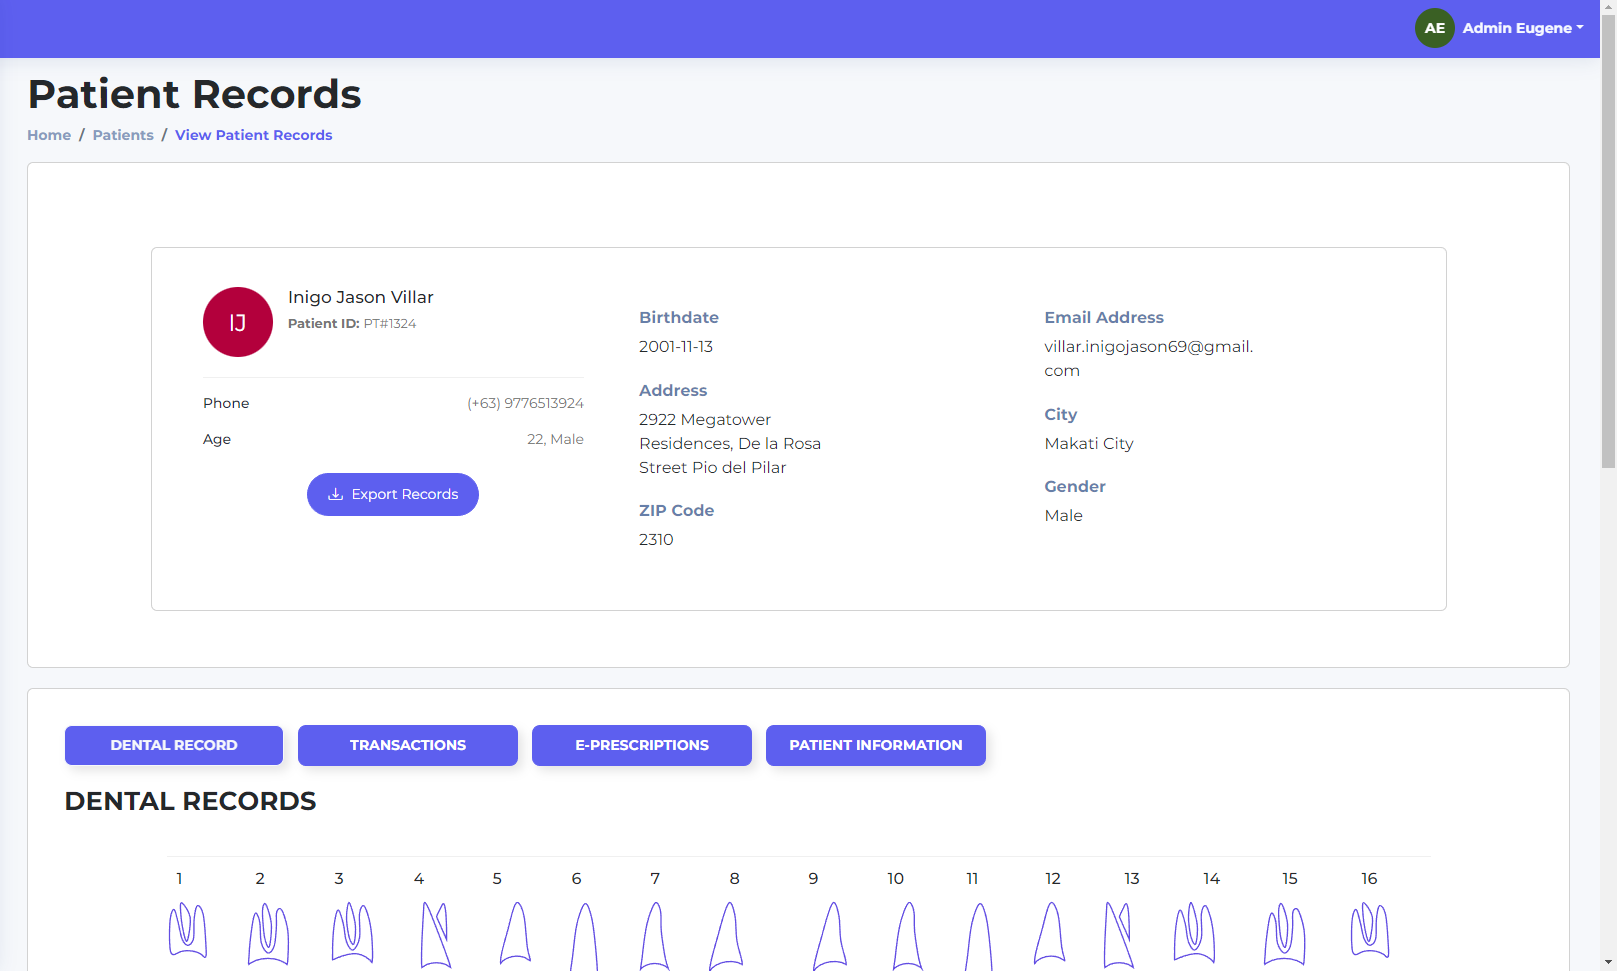 AE Admin Eugene
Patient Records
Home / Patients / View Patient Records
IJ
Inigo Jason Villar
Patient ID: PT#1324
Phone (+63) 9776513924
Age 22, Male
Export Records
Birthdate
2001-11-13
Address
2922 Megatower
Residences, De la Rosa
Street Pio del Pilar
ZIP Code
2310
Email Address
villar.inigojason69@gmail.
com
City
Makati City
Gender
Male
DENTAL RECORD TRANSACTIONS E-PRESCRIPTIONS PATIENT INFORMATION
DENTAL RECORDS
1 2 3 4 5 6 7 8 9 10 11 12 13 14 15 16